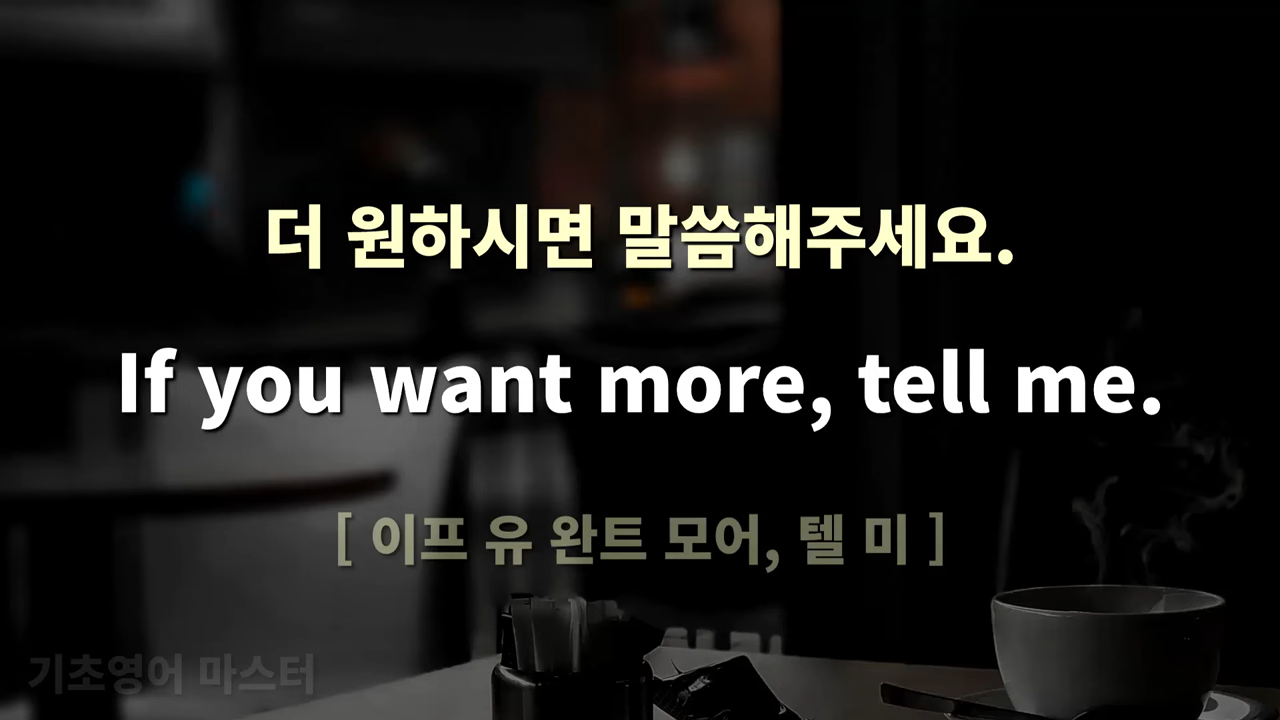 더 원하시면 말씀해주세요.
If you want more, tell me.
[ 이프 유 완트 모어, 텔 미 ]
기초영어 마스터